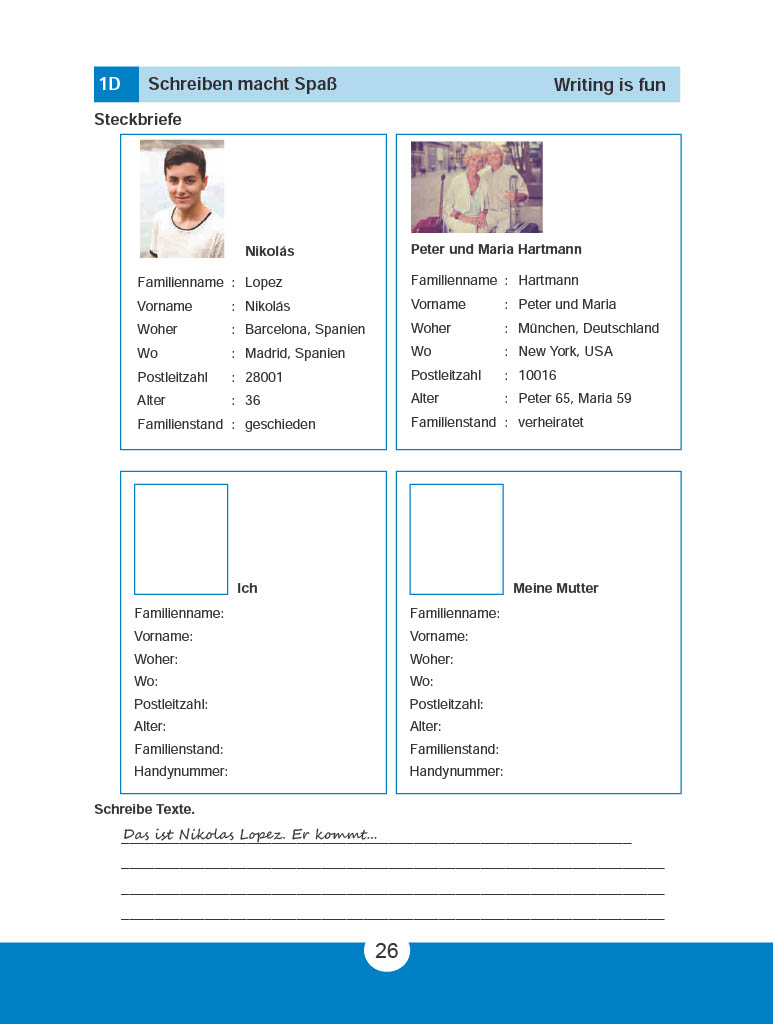 1D Schreiben macht Spaß Writing is fun
Steckbriefe
Nikolás
Familienname : Lopez
Vorname : Nikolás
Woher : Barcelona, Spanien
Wo : Madrid, Spanien
Postleitzahl : 28001
Alter : 36
Familienstand : geschieden
Peter und Maria Hartmann
Familienname : Hartmann
Vorname : Peter und Maria
Woher : München, Deutschland
Wo : New York, USA
Postleitzahl : 10016
Alter : Peter 65, Maria 59
Familienstand : verheiratet
Ich
Familienname:
Vorname:
Woher:
Wo:
Postleitzahl:
Alter:
Familienstand:
Handynummer:
Meine Mutter
Familienname:
Vorname:
Woher:
Wo:
Postleitzahl:
Alter:
Familienstand:
Handynummer:
Schreibe Texte.
Das ist Nikolas Lopez. Er kommt...
26